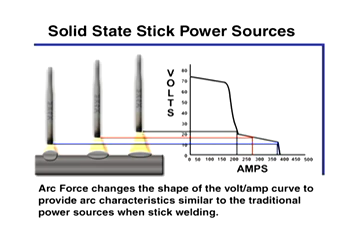 Solid State Stick Power Sources
VOLTS
80
70
60
50
40
30
20
10
0 50 100 150 200 250 300 350 400 450 500
AMPS
Arc Force changes the shape of the volt/amp curve to
provide arc characteristics similar to the traditional
power sources when stick welding.